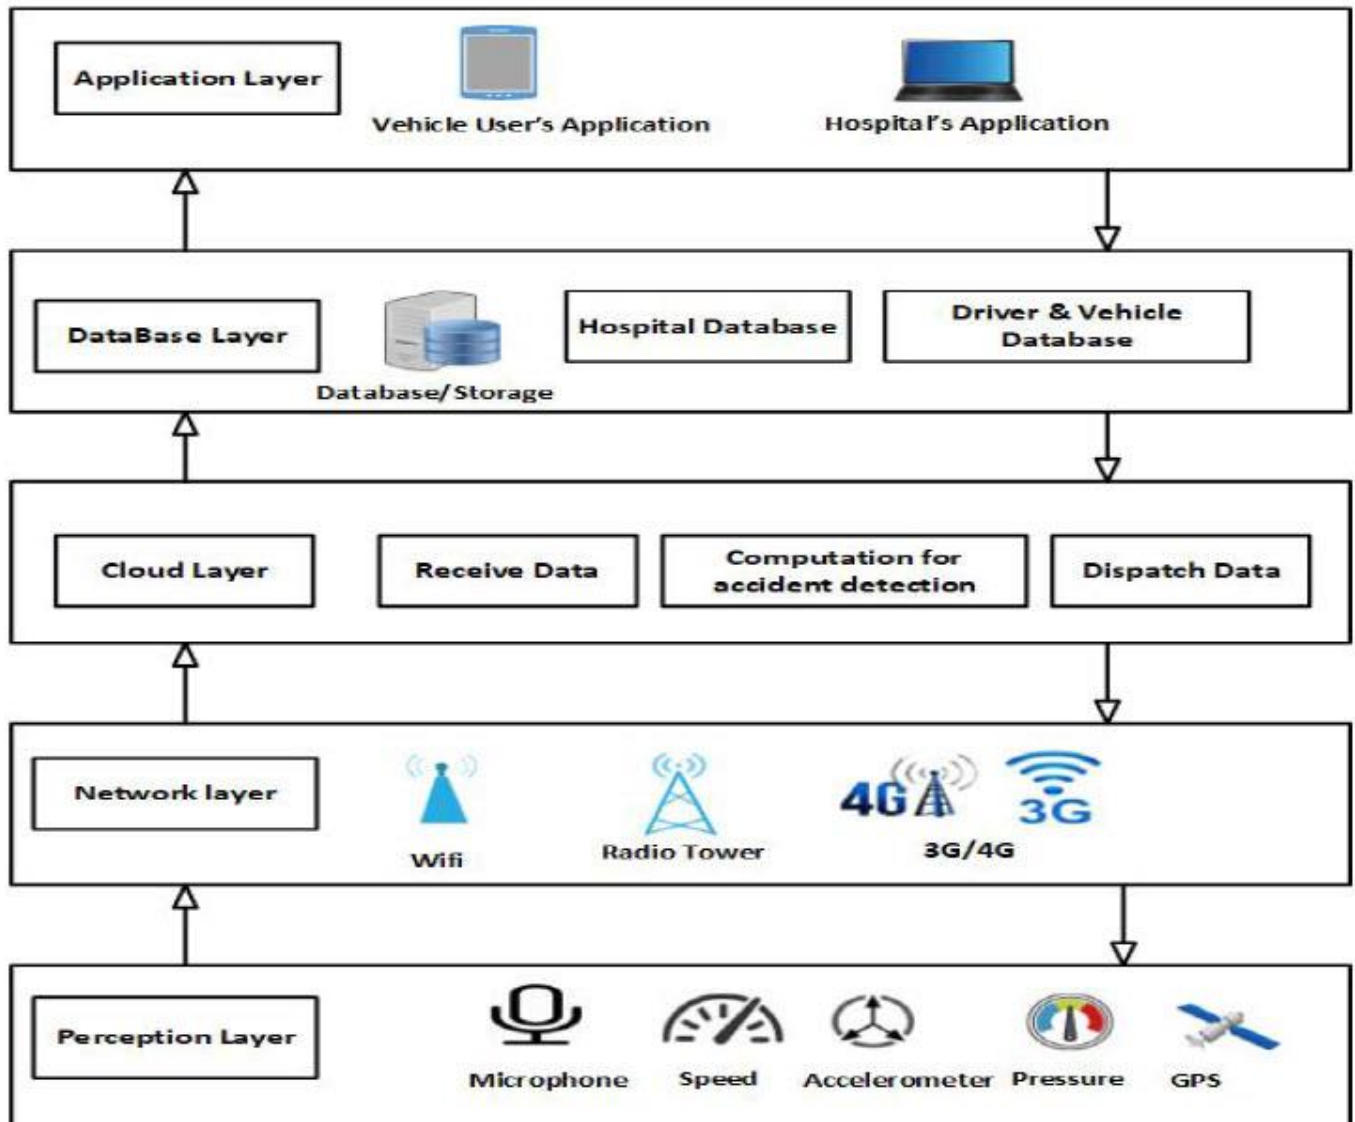 Application Layer
Vehicle User's Application
Hospital's Application
DataBase Layer
Database/Storage
Hospital Database
Driver & Vehicle
Database
Cloud Layer
Receive Data
Computation for
accident detection
Dispatch Data
Network layer
Wifi
Radio Tower
4G
3G
3G/4G
Perception Layer
Microphone
Speed
Accelerometer
Pressure
GPS